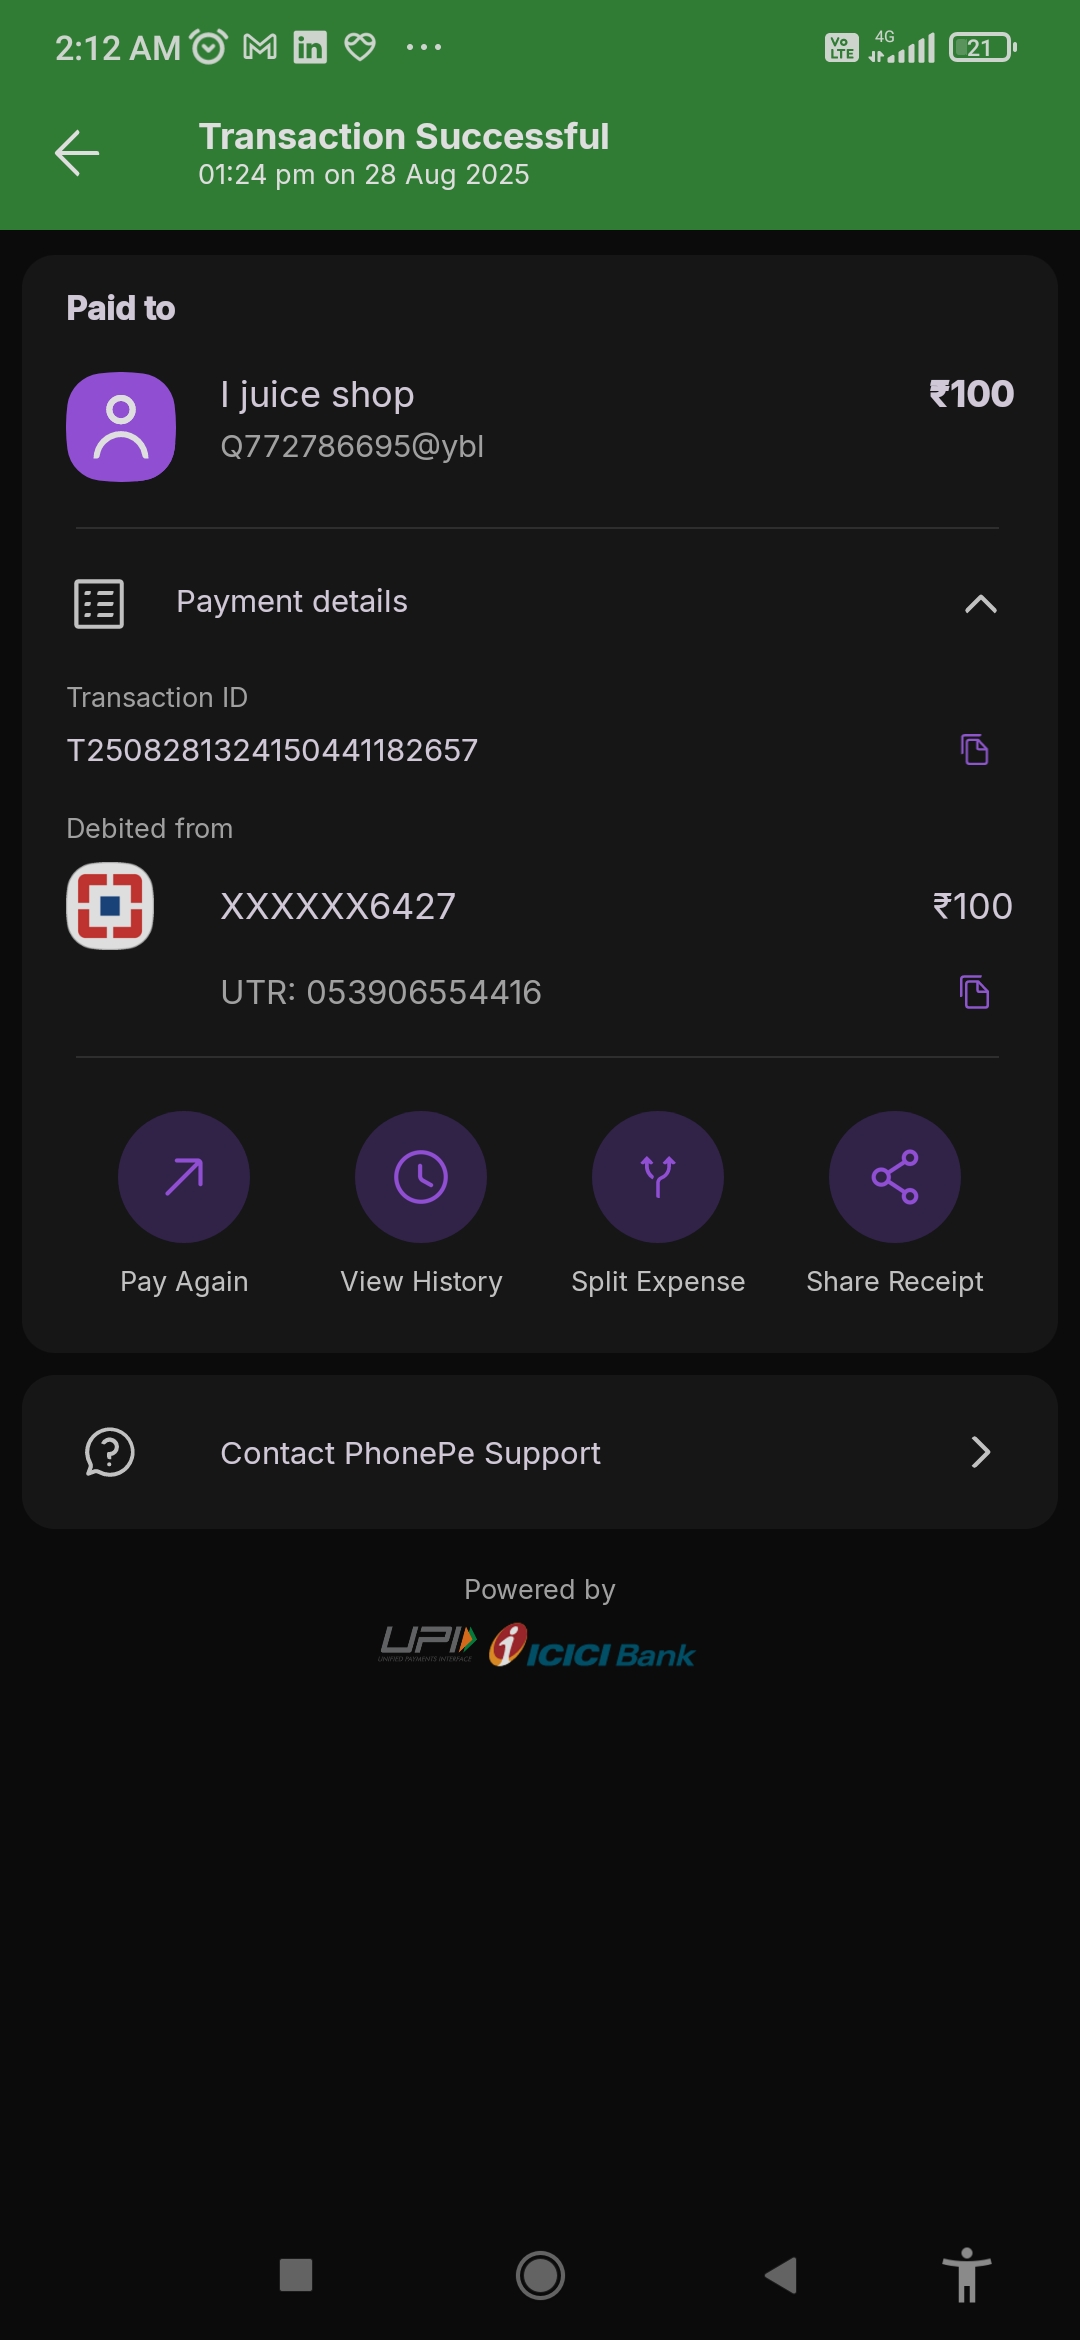 2:12 AM
Vo LTE 4G 21
Transaction Successful
01:24 pm on 28 Aug 2025
Paid to
I juice shop ₹100
Q772786695@ybl
Payment details
Transaction ID
T2508281324150441182657
Debited from
XXXXXX6427 ₹100
UTR: 053906554416
Pay Again View History Split Expense Share Receipt
Contact PhonePe Support
Powered by
UPI ICICI Bank
UNIFIED PAYMENTS INTERFACE